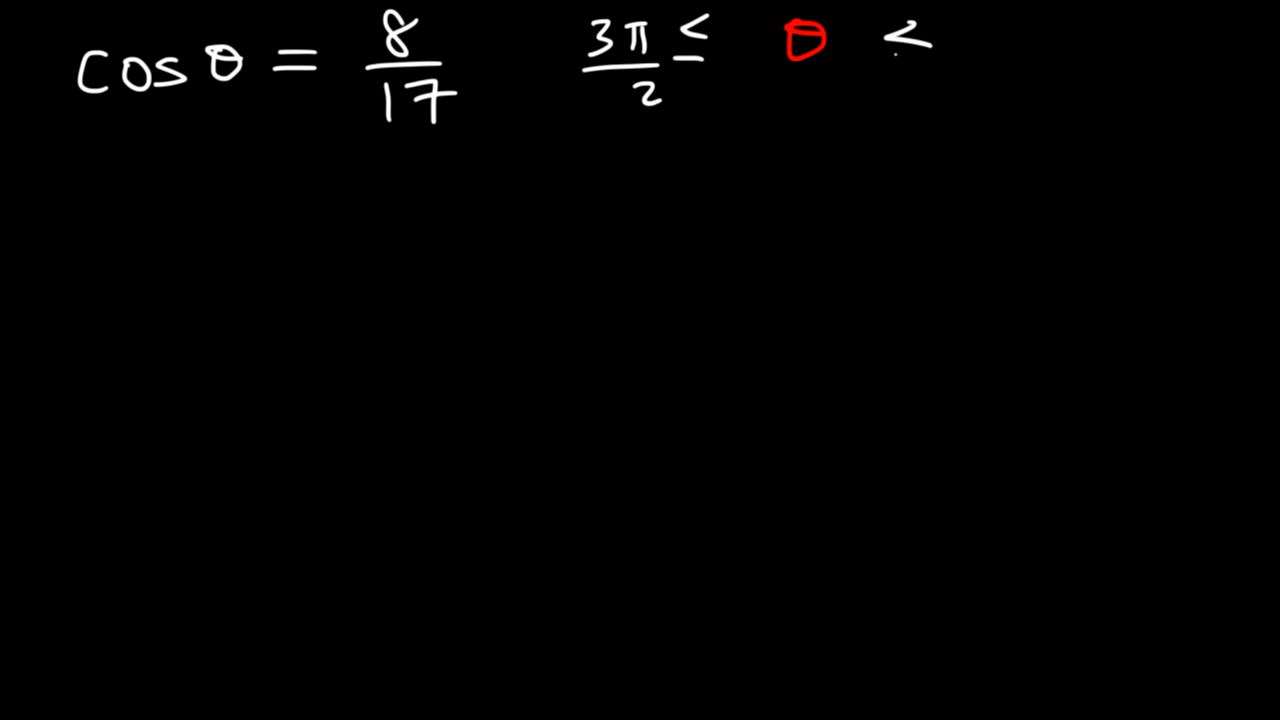 cos θ = 8/17 3π/2 ≤ θ <